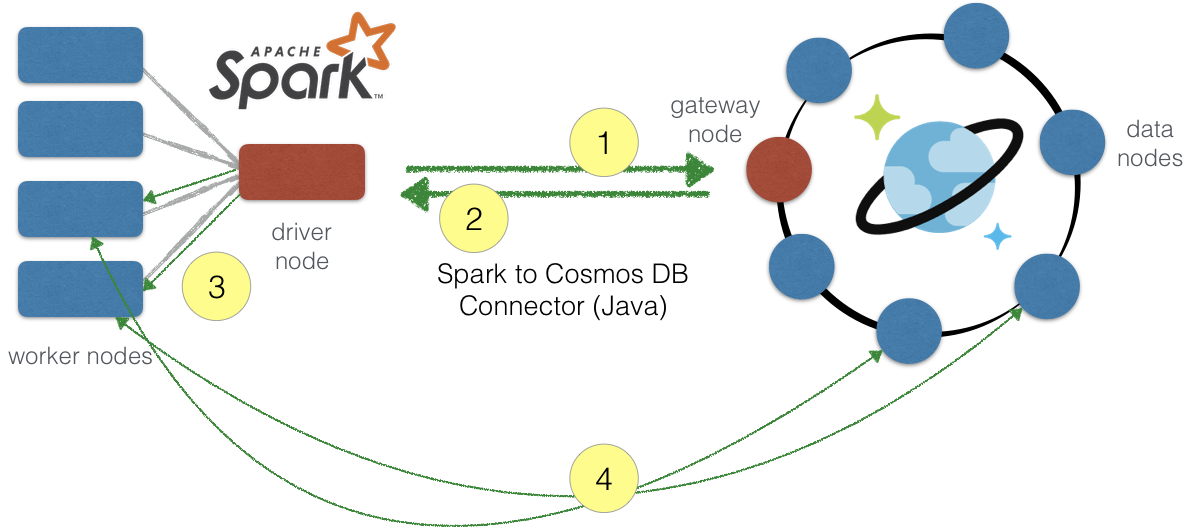 APACHE
Spark™
1
gateway
node
data
nodes
2
driver
node
3
Spark to Cosmos DB
Connector (Java)
worker nodes
4